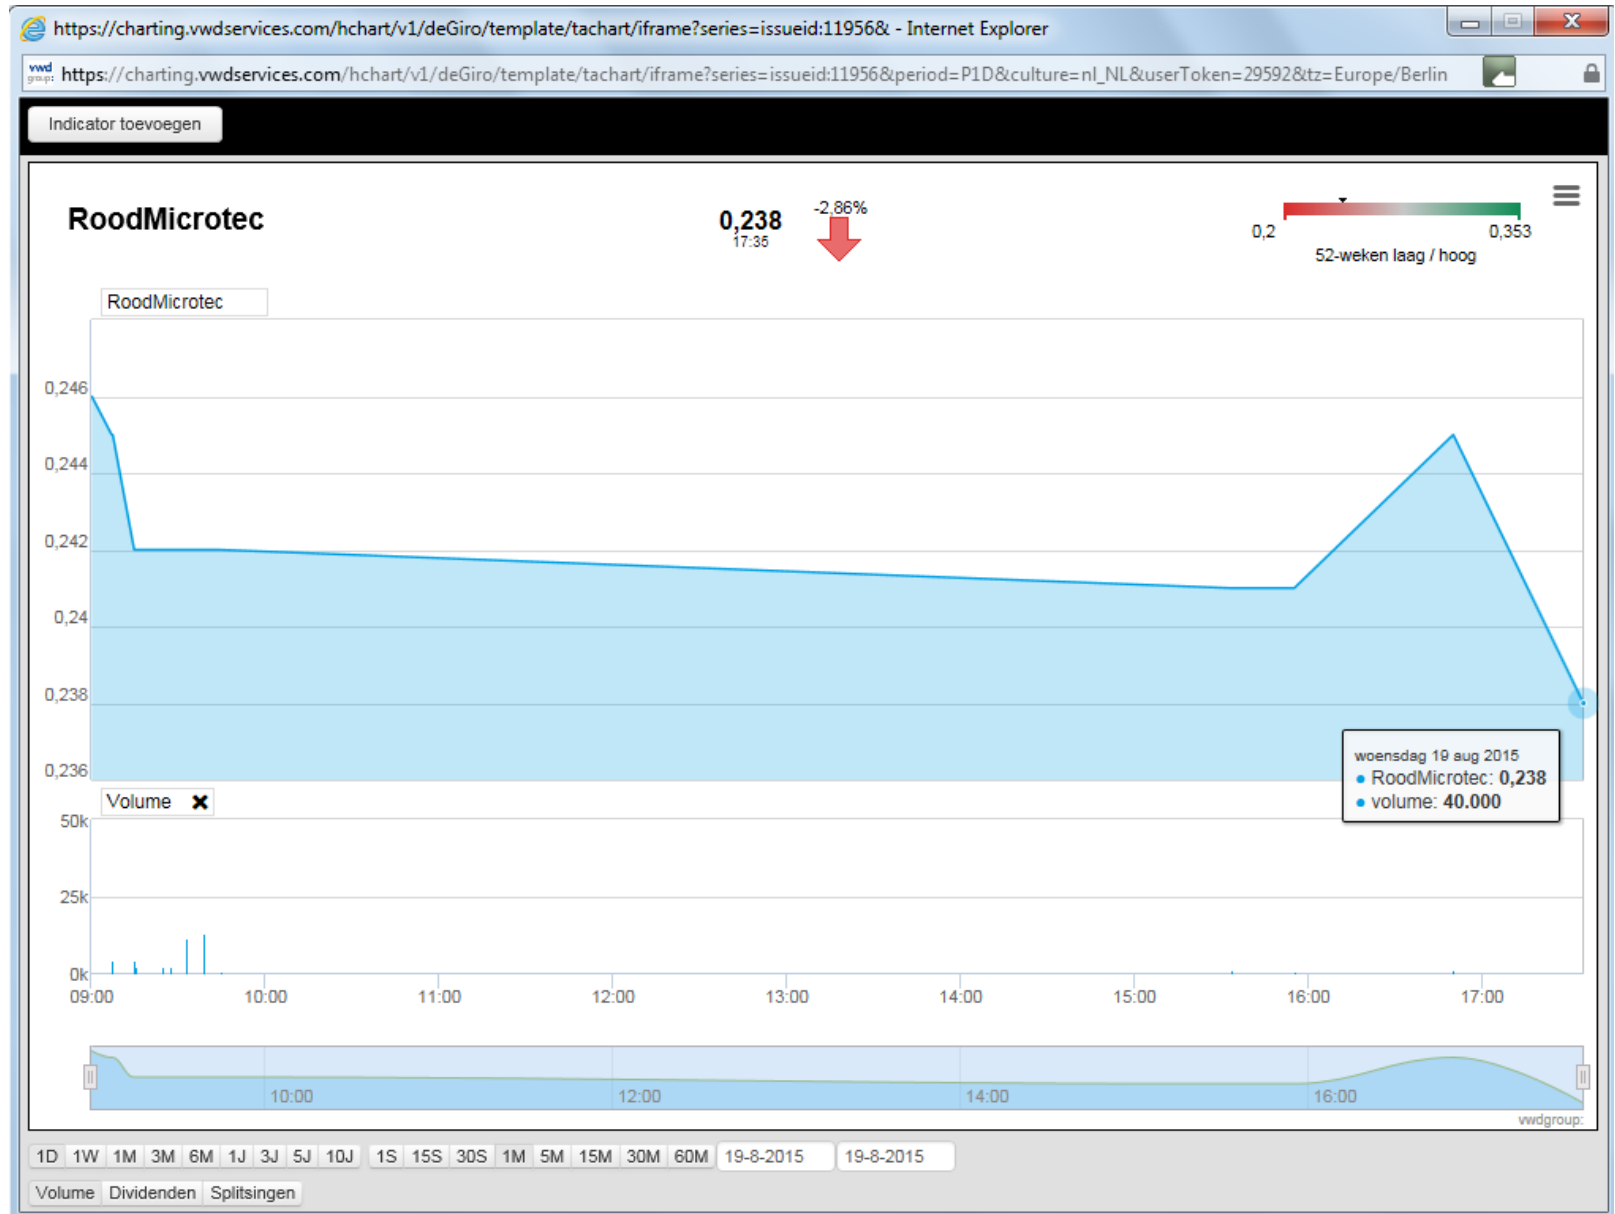 https://charting.vwdservices.com/hchart/v1/deGiro/template/tachart/iframe?series=issueid:11956& - Internet Explorer
vwd group: https://charting.vwdservices.com/hchart/v1/deGiro/template/tachart/iframe?series=issueid:11956&period=P1D&culture=nl_NL&userToken=29592&tz=Europe/Berlin
Indicator toevoegen
RoodMicrotec
0,238
17:35
-2,86%
0,2
0,353
52-weken laag / hoog
RoodMicrotec
0,246
0,244
0,242
0,24
0,238
0,236
woensdag 19 aug 2015
RoodMicrotec: 0,238
volume: 40.000
Volume
50k
25k
0k
09:00 10:00 11:00 12:00 13:00 14:00 15:00 16:00 17:00
10:00 12:00 14:00 16:00
vwdgroup:
1D 1W 1M 3M 6M 1J 3J 5J 10J 1S 15S 30S 1M 5M 15M 30M 60M 19-8-2015 19-8-2015
Volume Dividenden Splitsingen